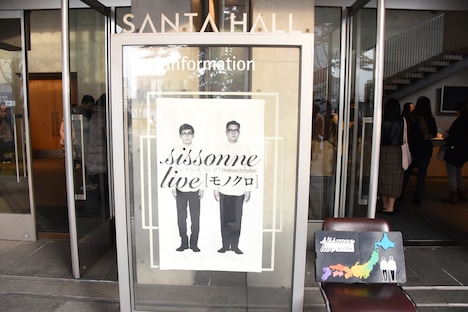 SANTA HALL
information
sissonne
live[モノクロ]